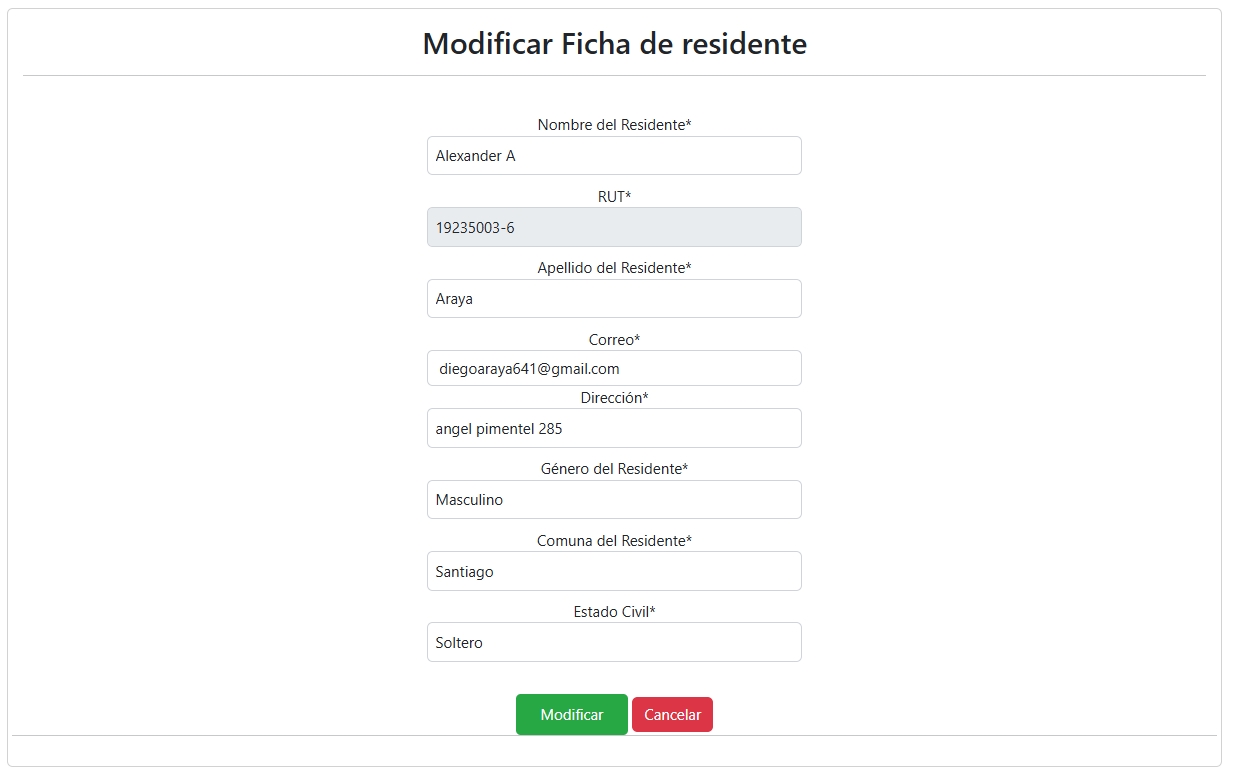 Modificar Ficha de residente
Nombre del Residente*
Alexander A
RUT*
19235003-6
Apellido del Residente*
Araya
Correo*
diegoaraya641@gmail.com
Dirección*
angel pimentel 285
Género del Residente*
Masculino
Comuna del Residente*
Santiago
Estado Civil*
Soltero
Modificar Cancelar